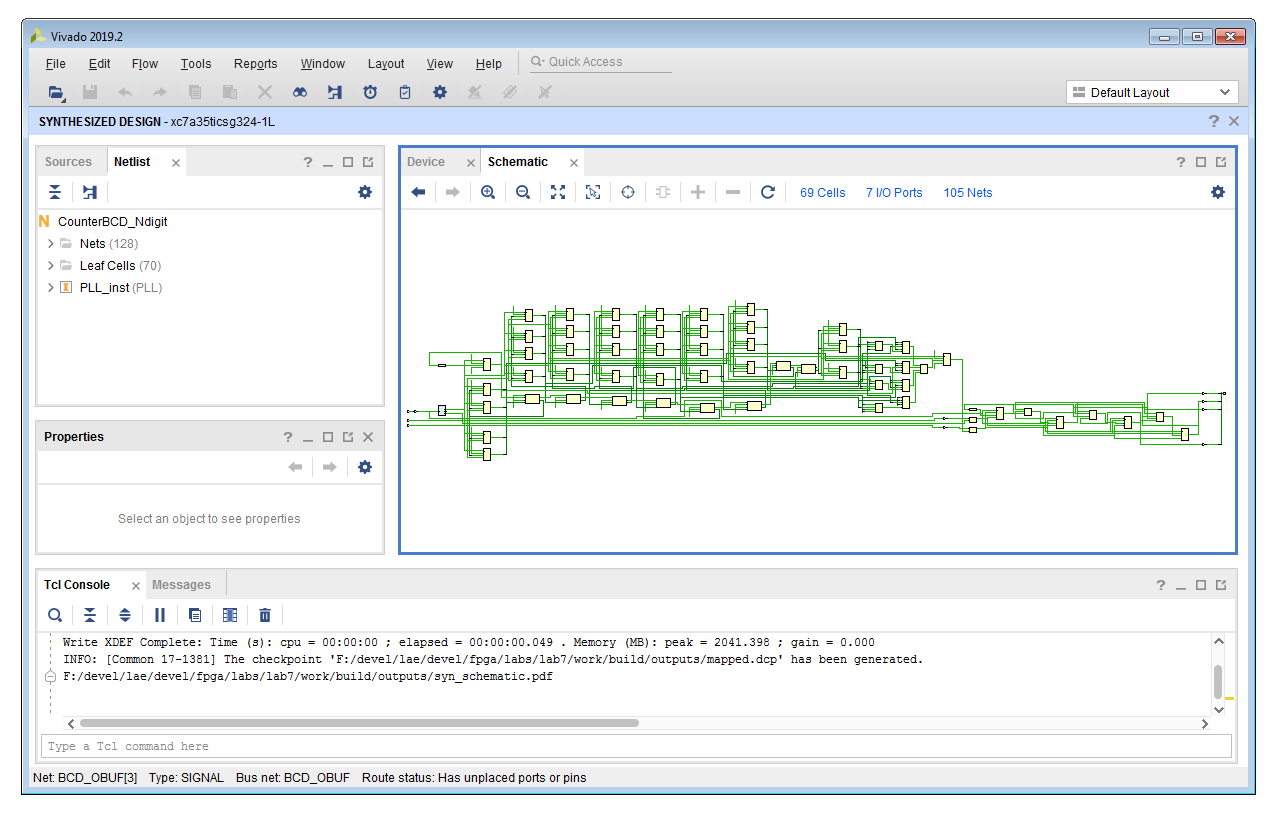 Vivado 2019.2
File Edit Flow Tools Reports Window Layout View Help Quick Access
Default Layout
SYNTHESIZED DESIGN - xc7a35ticsg324-1L
Sources Netlist
CounterBCD_Ndigit
Nets (128)
Leaf Cells (70)
PLL_inst (PLL)
Properties
Select an object to see properties
Device Schematic
69 Cells 7 I/O Ports 105 Nets
Tcl Console Messages
Write XDEF Complete: Time (s): cpu = 00:00:00 ; elapsed = 00:00:00.049 . Memory (MB): peak = 2041.398 ; gain = 0.000
INFO: [Common 17-1381] The checkpoint 'F:/devel/lae/devel/fpga/labs/lab7/work/build/outputs/mapped.dcp' has been generated.
F:/devel/lae/devel/fpga/labs/lab7/work/build/outputs/syn_schematic.pdf
Type a Tcl command here
Net: BCD_OBUF[3] Type: SIGNAL Bus net: BCD_OBUF Route status: Has unplaced ports or pins